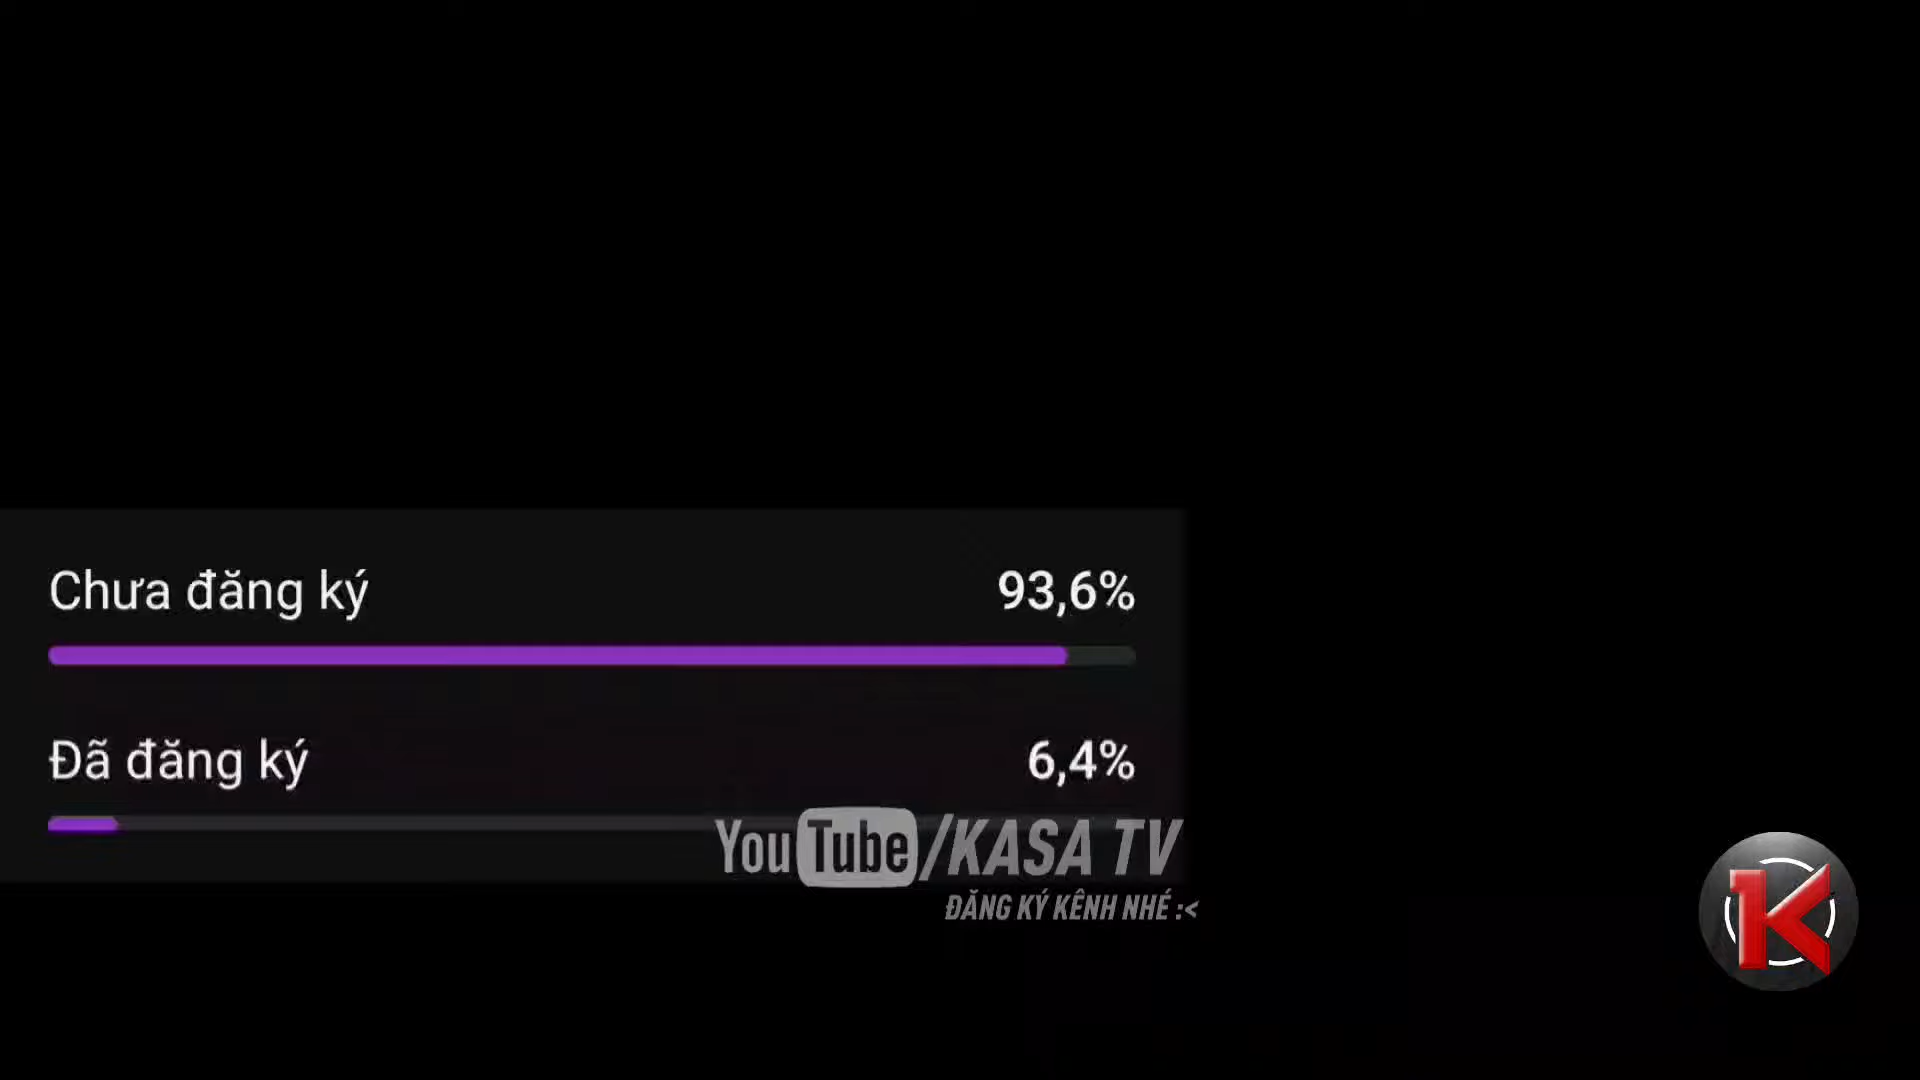 Chưa đăng ký 93,6%
Đã đăng ký 6,4%
YouTube/KASA TV
ĐĂNG KÝ KÊNH NHÉ :<
K